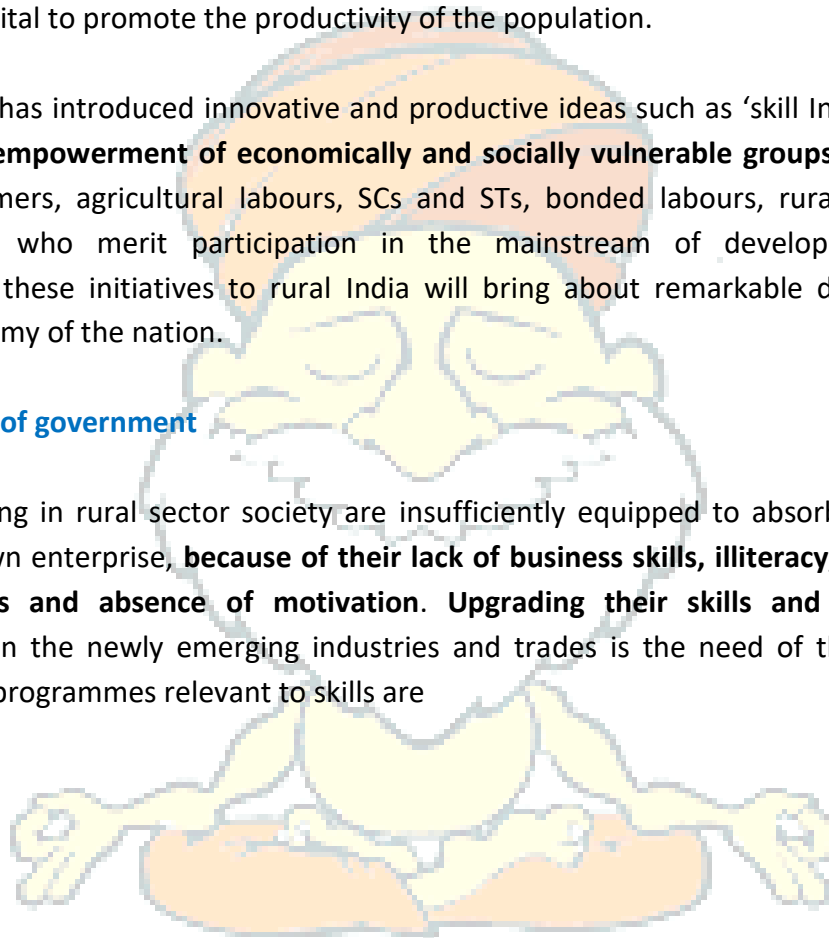 ital to promote the productivity of the population.
has introduced innovative and productive ideas such as ‘skill In
empowerment of economically and socially vulnerable groups
mers, agricultural labours, SCs and STs, bonded labours, rura
who merit participation in the mainstream of develop
these initiatives to rural India will bring about remarkable d
my of the nation.
of government
ng in rural sector society are insufficiently equipped to absorb
n enterprise, because of their lack of business skills, illiteracy,
s and absence of motivation. Upgrading their skills and
n the newly emerging industries and trades is the need of th
programmes relevant to skills are